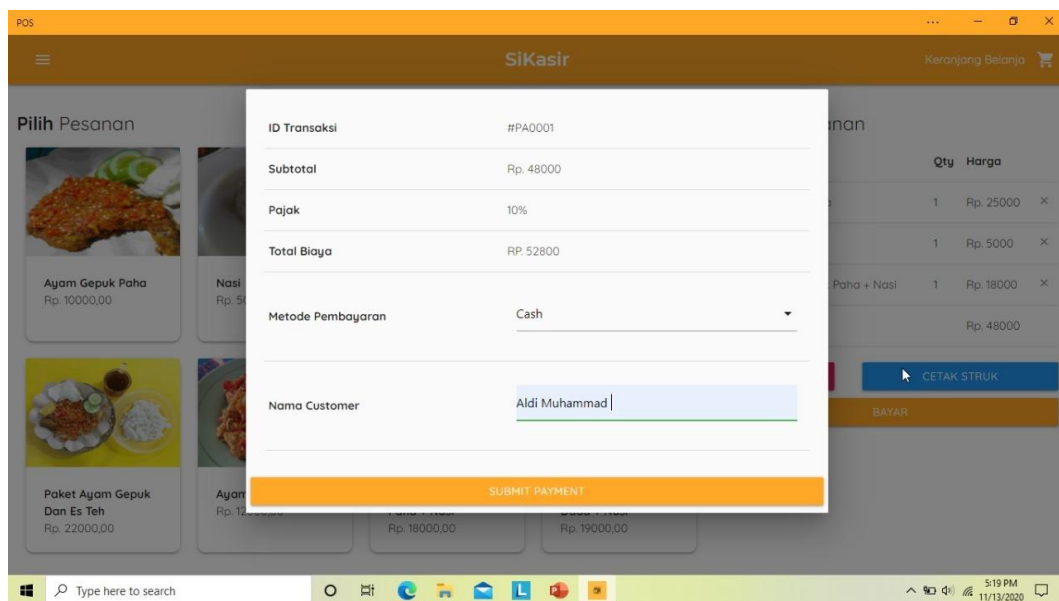 POS
SiKasir
Keranjang Belanja
Pilih Pesanan
ID Transaksi #PA0001
Subtotal Rp. 48000
Pajak 10%
Total Biaya RP. 52800
Metode Pembayaran Cash
Nama Customer Aldi Muhammad
SUBMIT PAYMENT
Ayam Gepuk Paha
Rp. 10000,00
Nasi
Paket Ayam Gepuk
Dan Es Teh
Rp. 22000,00
Ayam
Rp. 18000,00
Rp. 19000,00
Qty Harga
1 Rp. 25000
1 Rp. 5000
Paha + Nasi 1 Rp. 18000
Rp. 48000
CETAK STRUK
BAYAR
Type here to search
5:19 PM
11/13/2020